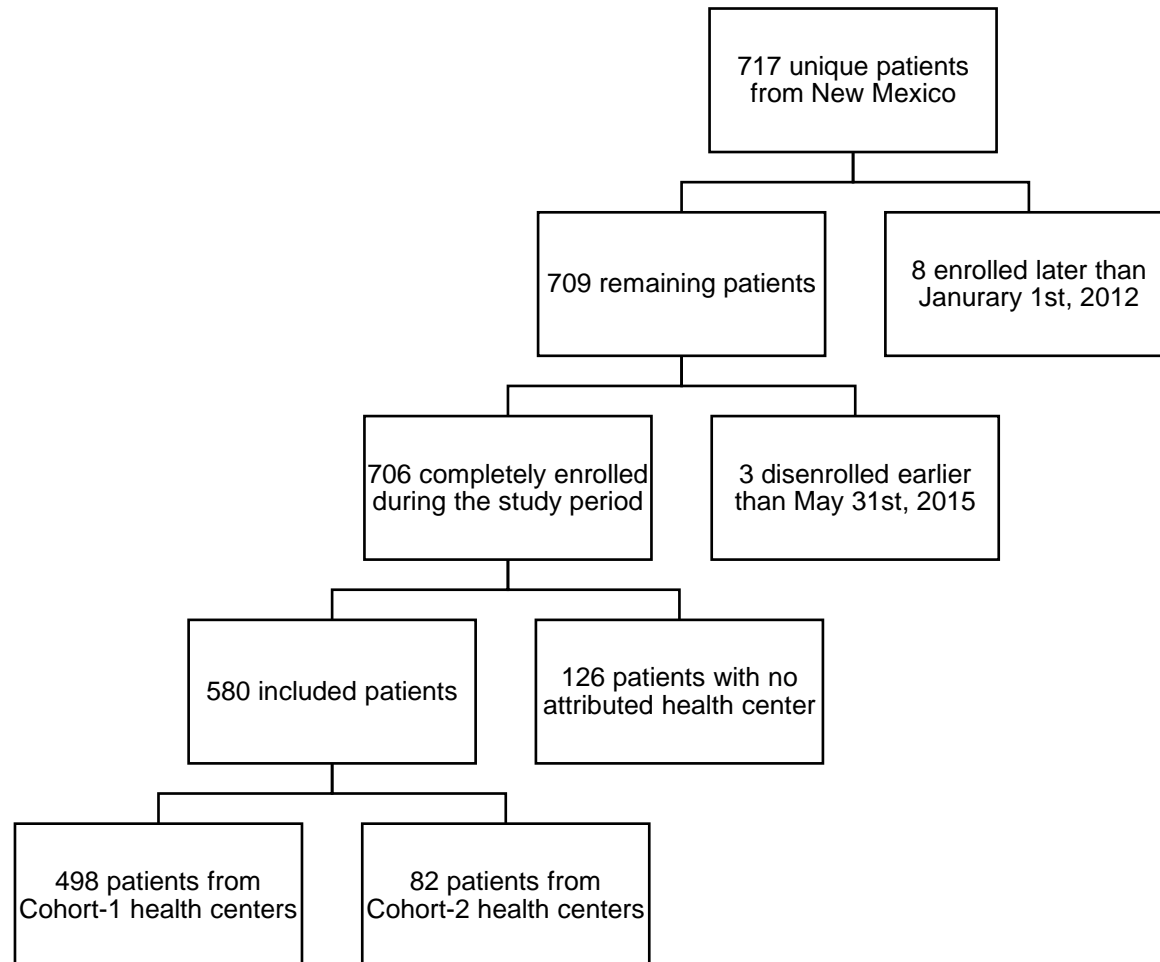 717 unique patients
from New Mexico
709 remaining patients
8 enrolled later than
Janurary 1st, 2012
706 completely enrolled
during the study period
3 disenrolled earlier
than May 31st, 2015
580 included patients
126 patients with no
attributed health center
498 patients from
Cohort-1 health centers
82 patients from
Cohort-2 health centers